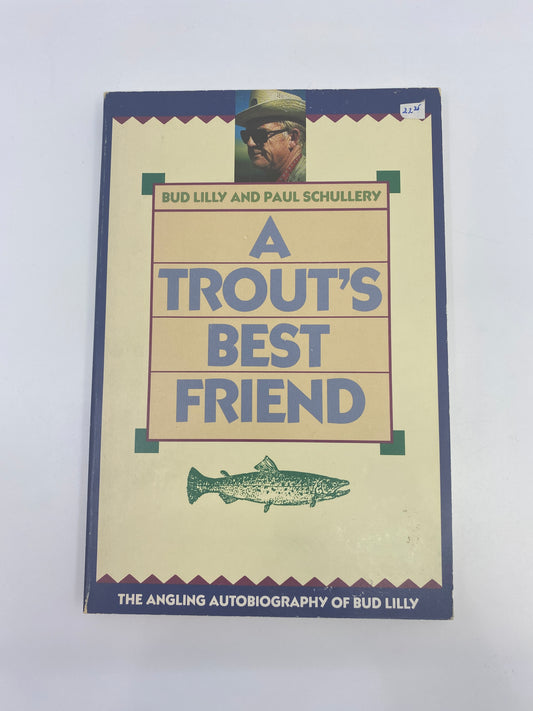 BUD LILLY AND PAUL SCHULLERY
A
TROUT'S
BEST
FRIEND
THE ANGLING AUTOBIOGRAPHY OF BUD LILLY